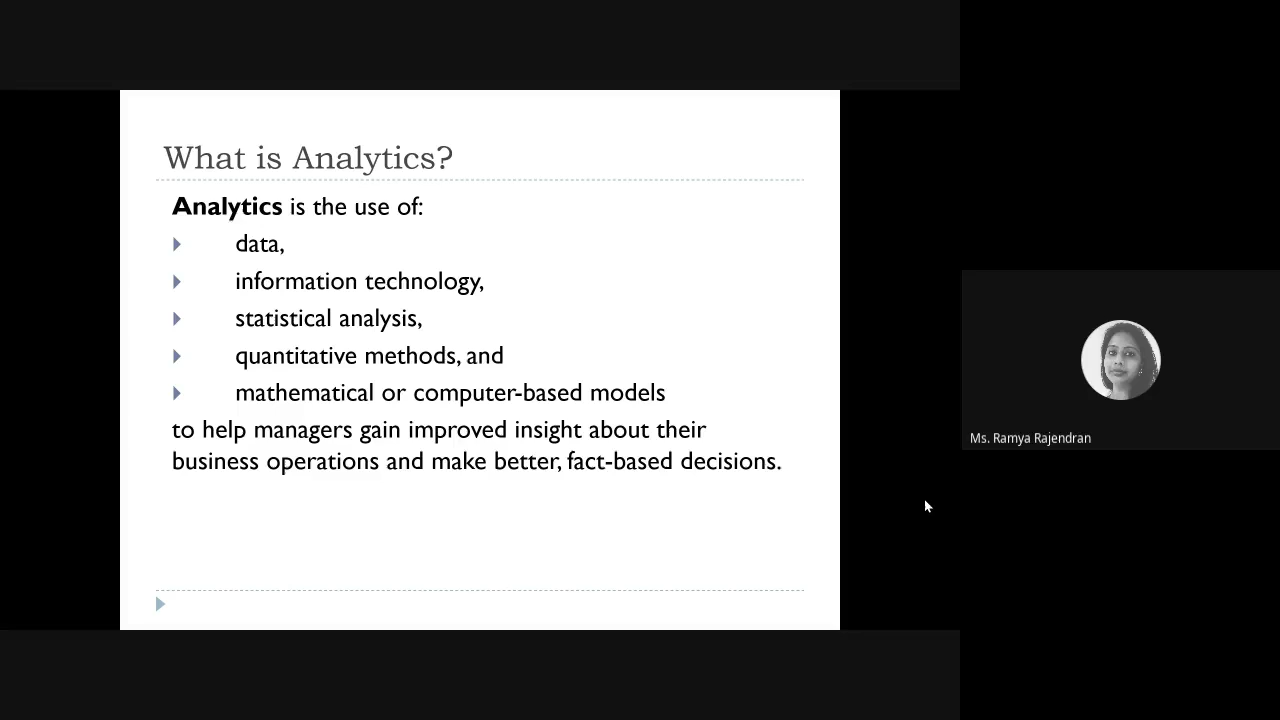 What is Analytics?
Analytics is the use of:
data,
information technology,
statistical analysis,
quantitative methods, and
mathematical or computer-based models
to help managers gain improved insight about their
business operations and make better, fact-based decisions.
Ms. Ramya Rajendran